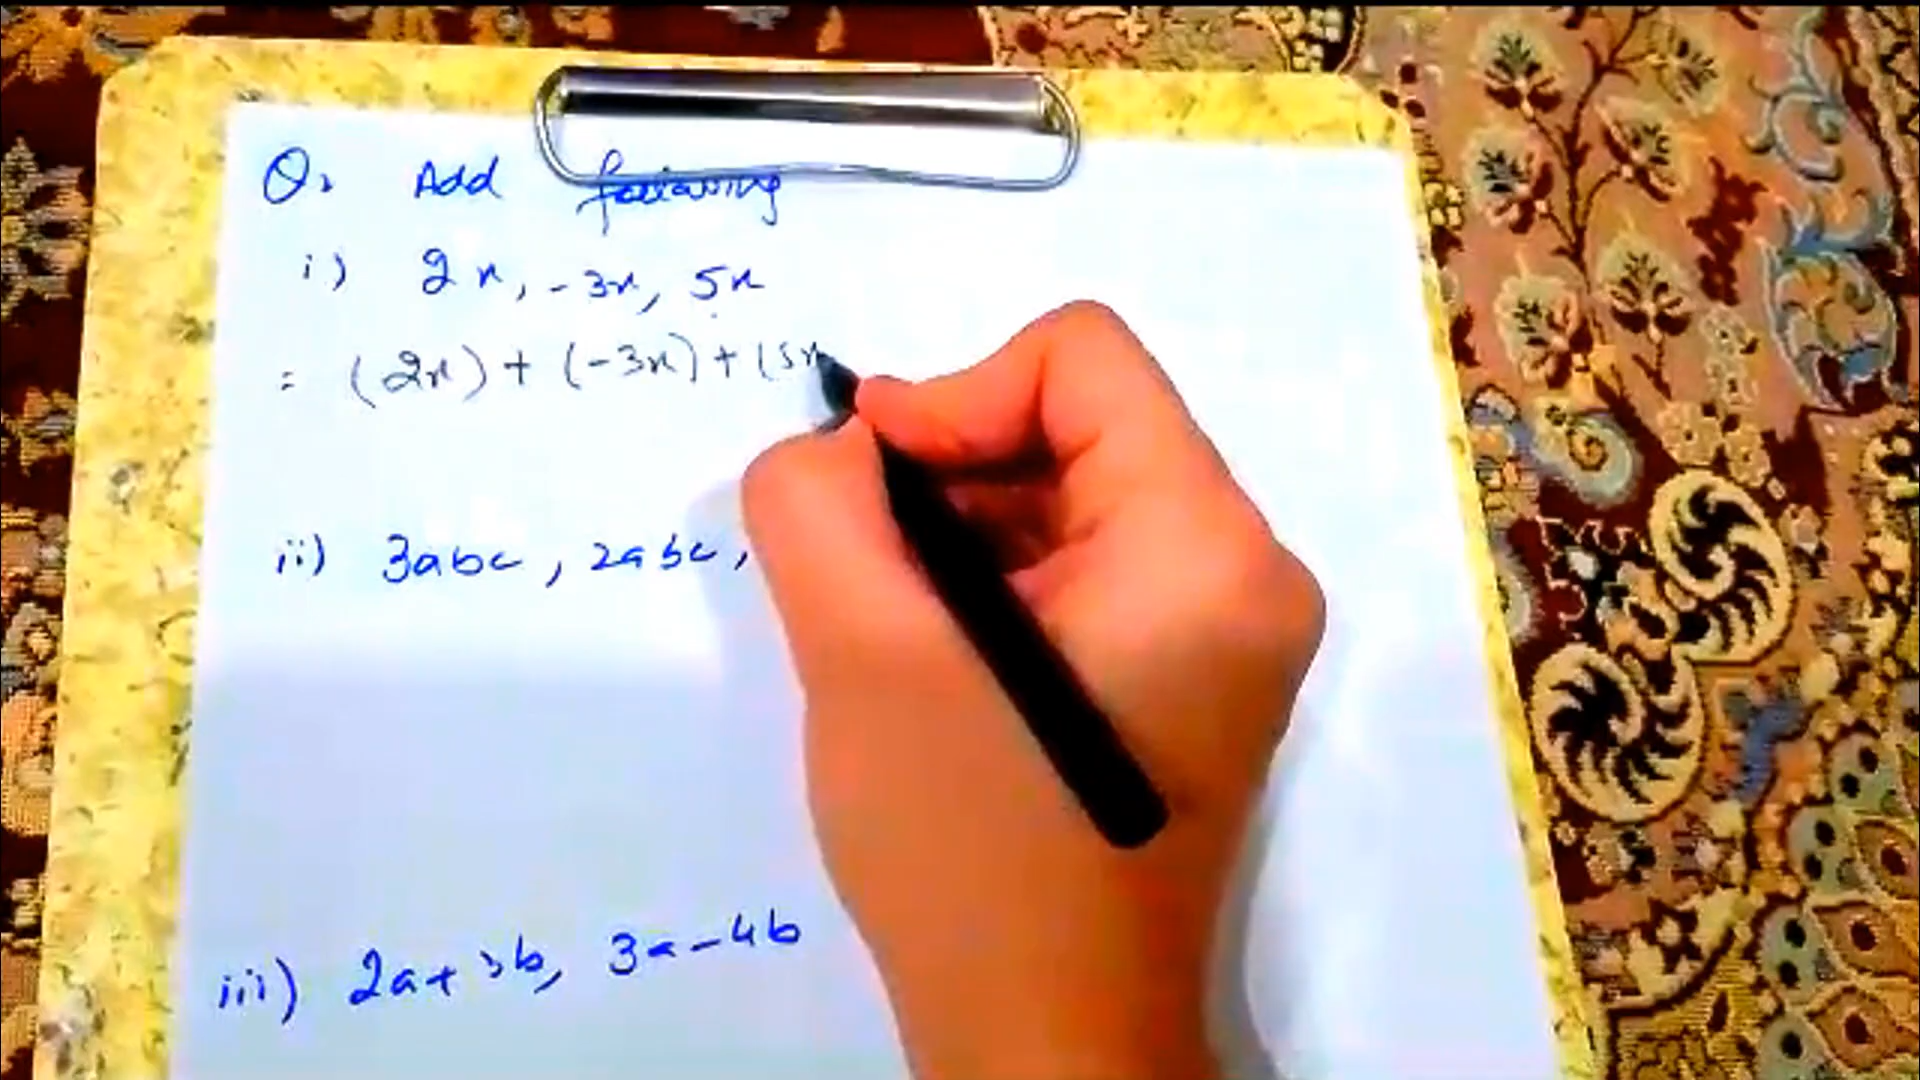 Q. Add following
i) 2x, -3x, 5x
= (2x) + (-3x) + (5x
ii) 3abc, 2abc,
iii) 2a+3b, 3a-4b